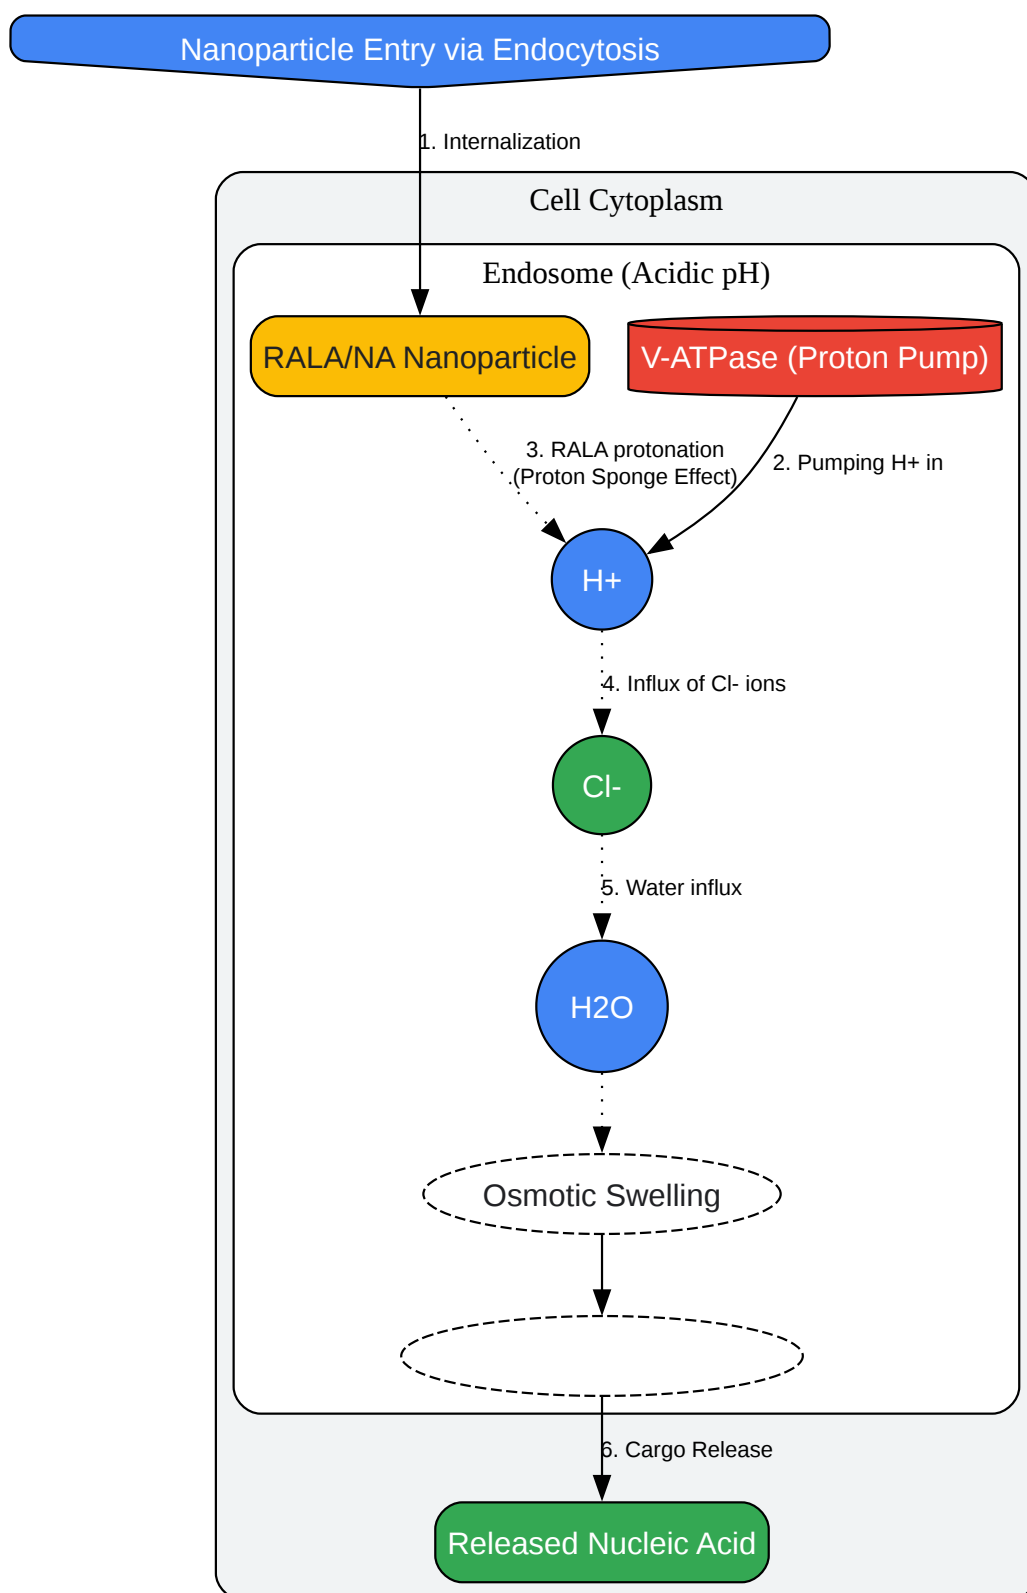 Nanoparticle Entry via Endocytosis
1. Internalization
Cell Cytoplasm
Endosome (Acidic pH)
RALA/NA Nanoparticle
V-ATPase (Proton Pump)
3. RALA protonation
(Proton Sponge Effect)
2. Pumping H+ in
H+
4. Influx of Cl- ions
Cl-
5. Water influx
H2O
Osmotic Swelling
6. Cargo Release
Released Nucleic Acid